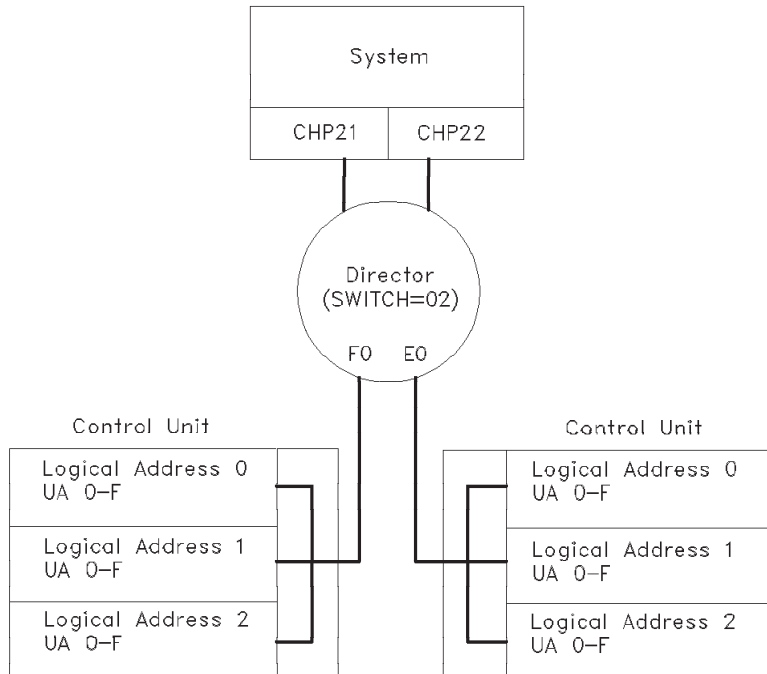 System
CHP21 CHP22
Director
(SWITCH=02)
F0 E0
Control Unit
Logical Address 0
UA 0-F
Logical Address 1
UA 0-F
Logical Address 2
UA 0-F
Control Unit
Logical Address 0
UA 0-F
Logical Address 1
UA 0-F
Logical Address 2
UA 0-F